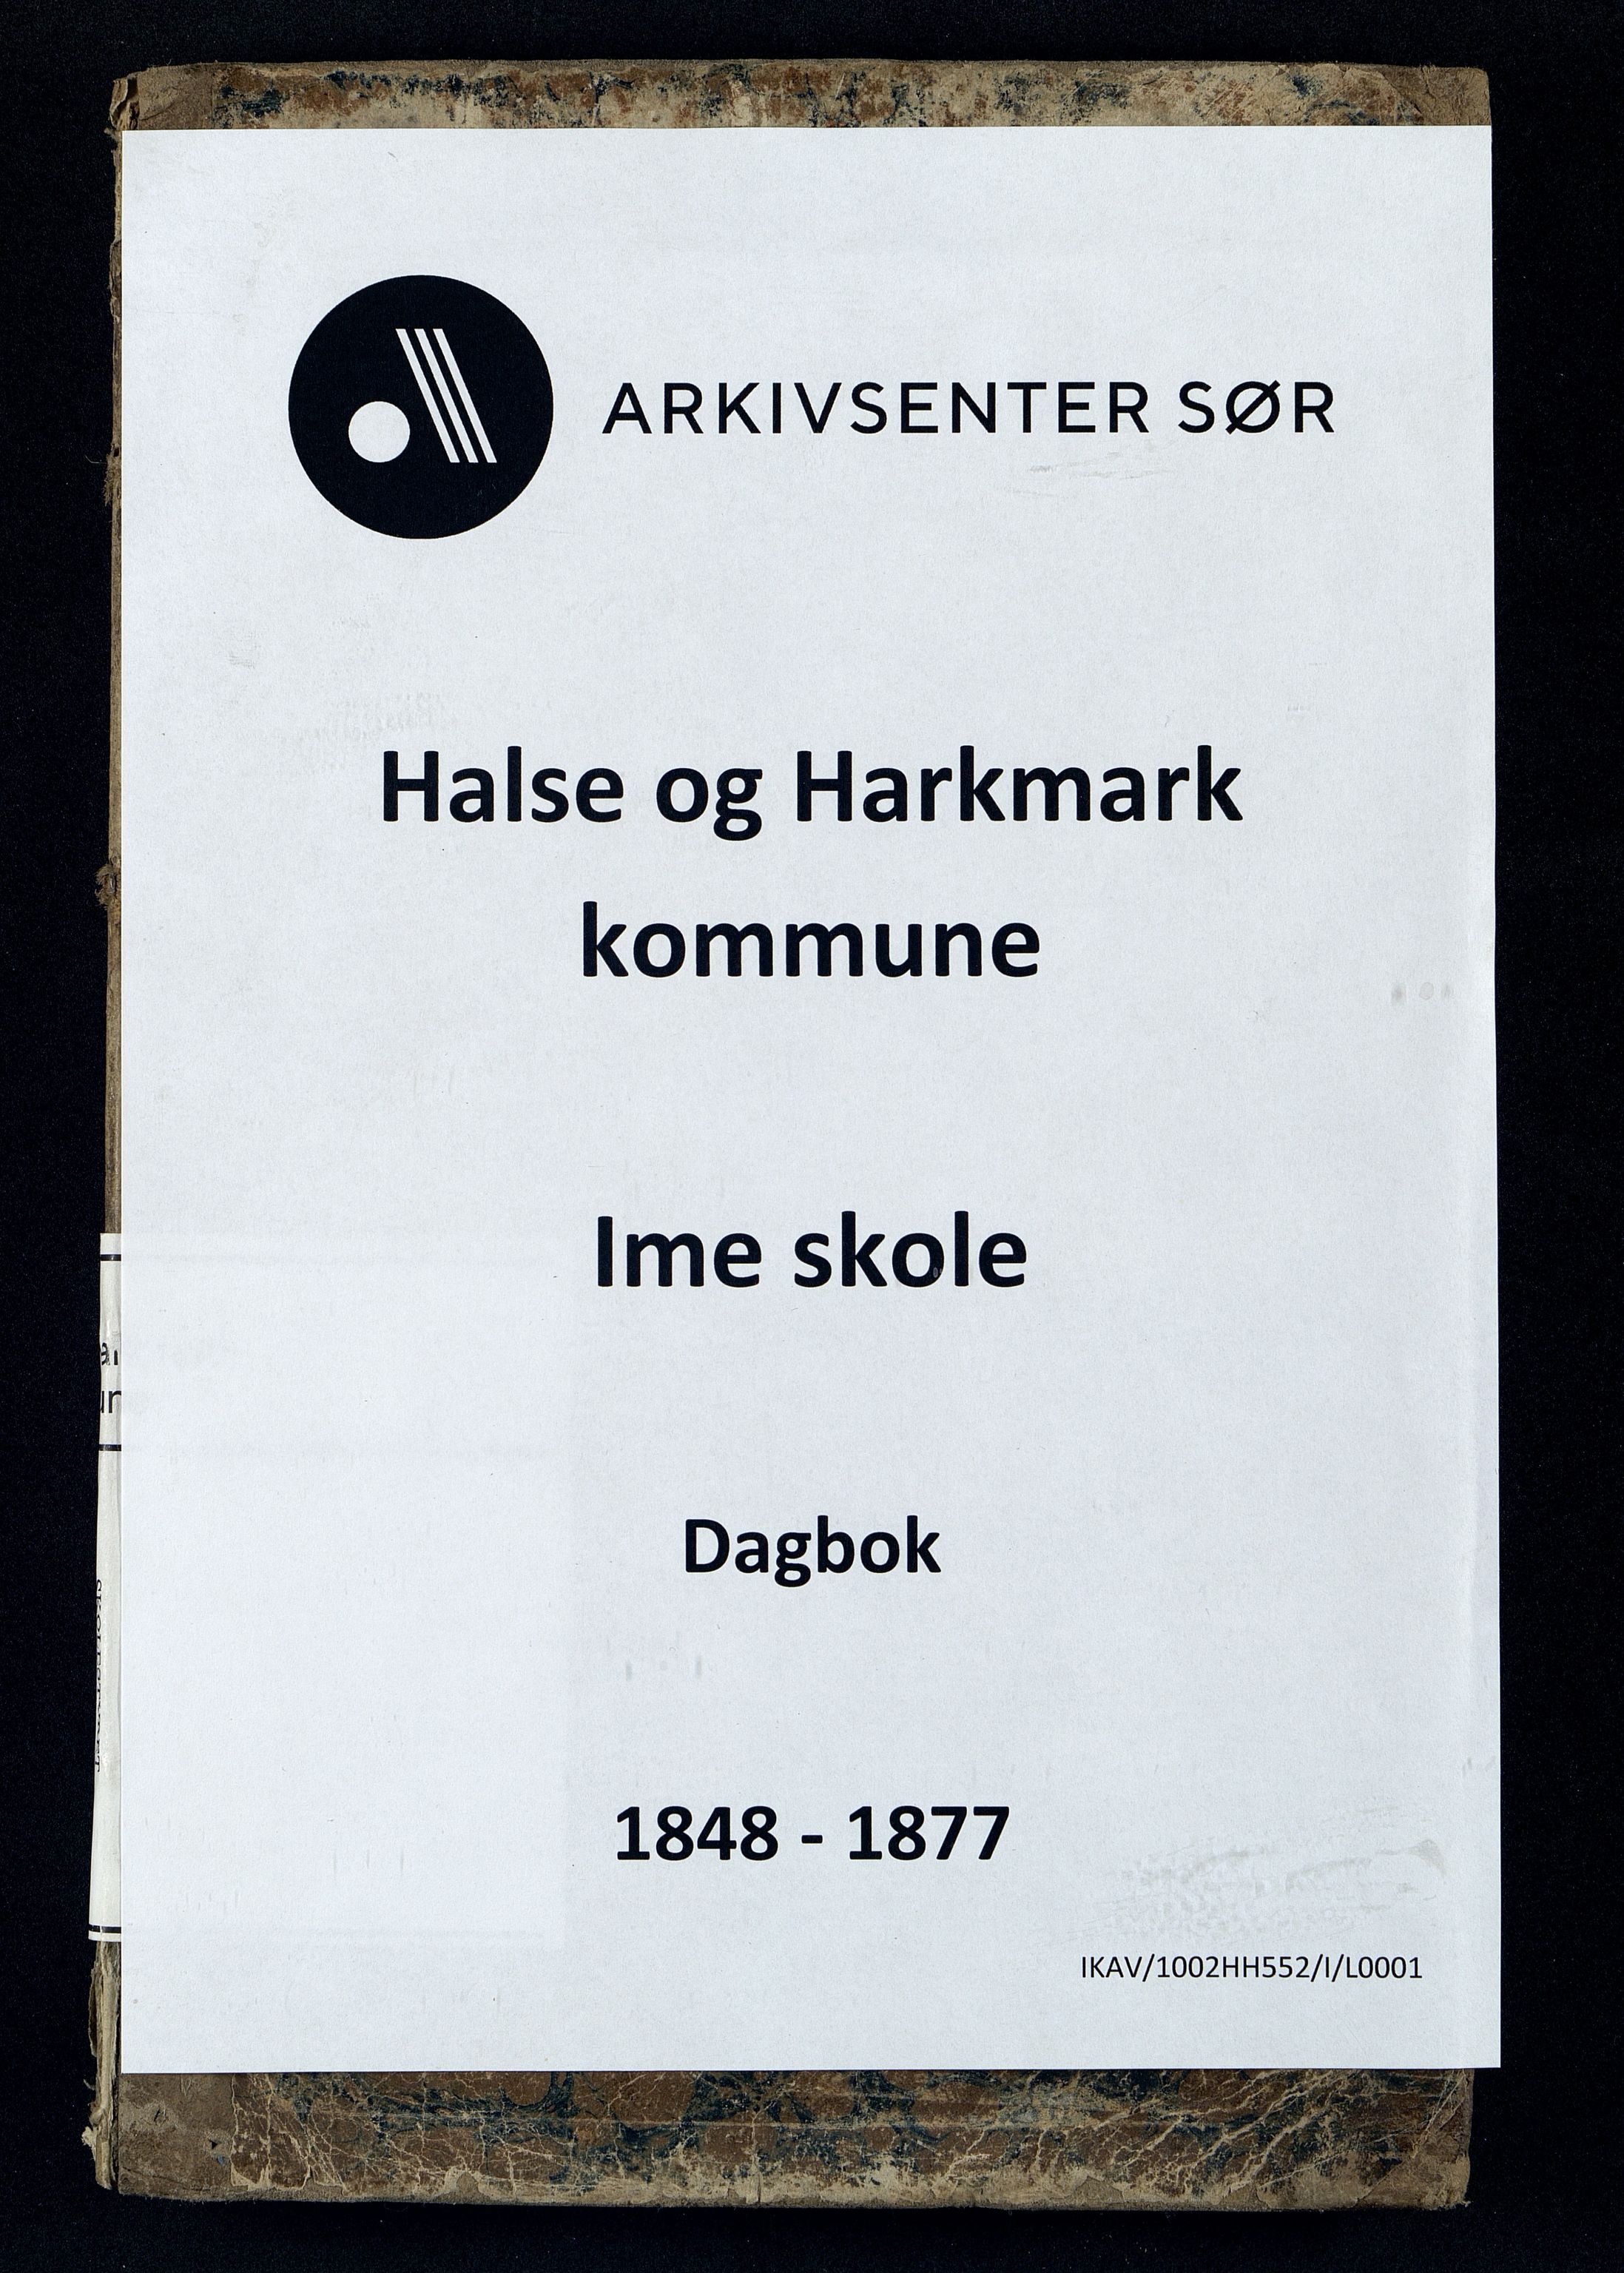 ARKIVSENTER SØR
Halse og Harkmark
kommune
Ime skole
Dagbok
1848 - 1877
IKAV/1002HH552/I/L0001